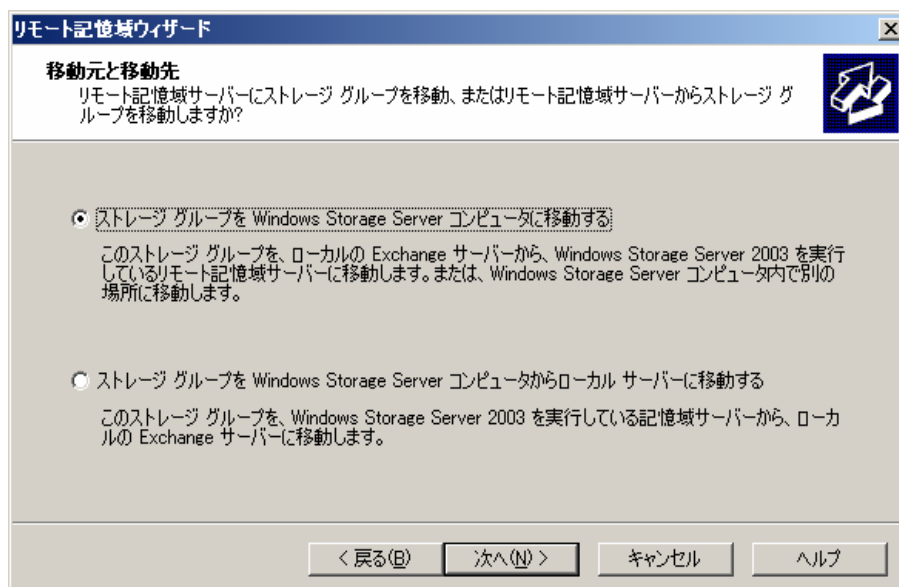 リモート記憶域ウィザード
移動元と移動先
リモート記憶域サーバーにストレージ グループを移動、またはリモート記憶域サーバーからストレージ グ
ループを移動しますか?
ストレージ グループを Windows Storage Server コンピュータに移動する
このストレージ グループを、ローカルの Exchange サーバーから、Windows Storage Server 2003 を実行
しているリモート記憶域サーバーに移動します。または、Windows Storage Server コンピュータ内で別の
場所に移動します。
ストレージ グループを Windows Storage Server コンピュータからローカル サーバーに移動する
このストレージ グループを、Windows Storage Server 2003 を実行している記憶域サーバーから、ローカ
ルの Exchange サーバーに移動します。
< 戻る(B) 次へ(N) > キャンセル ヘルプ